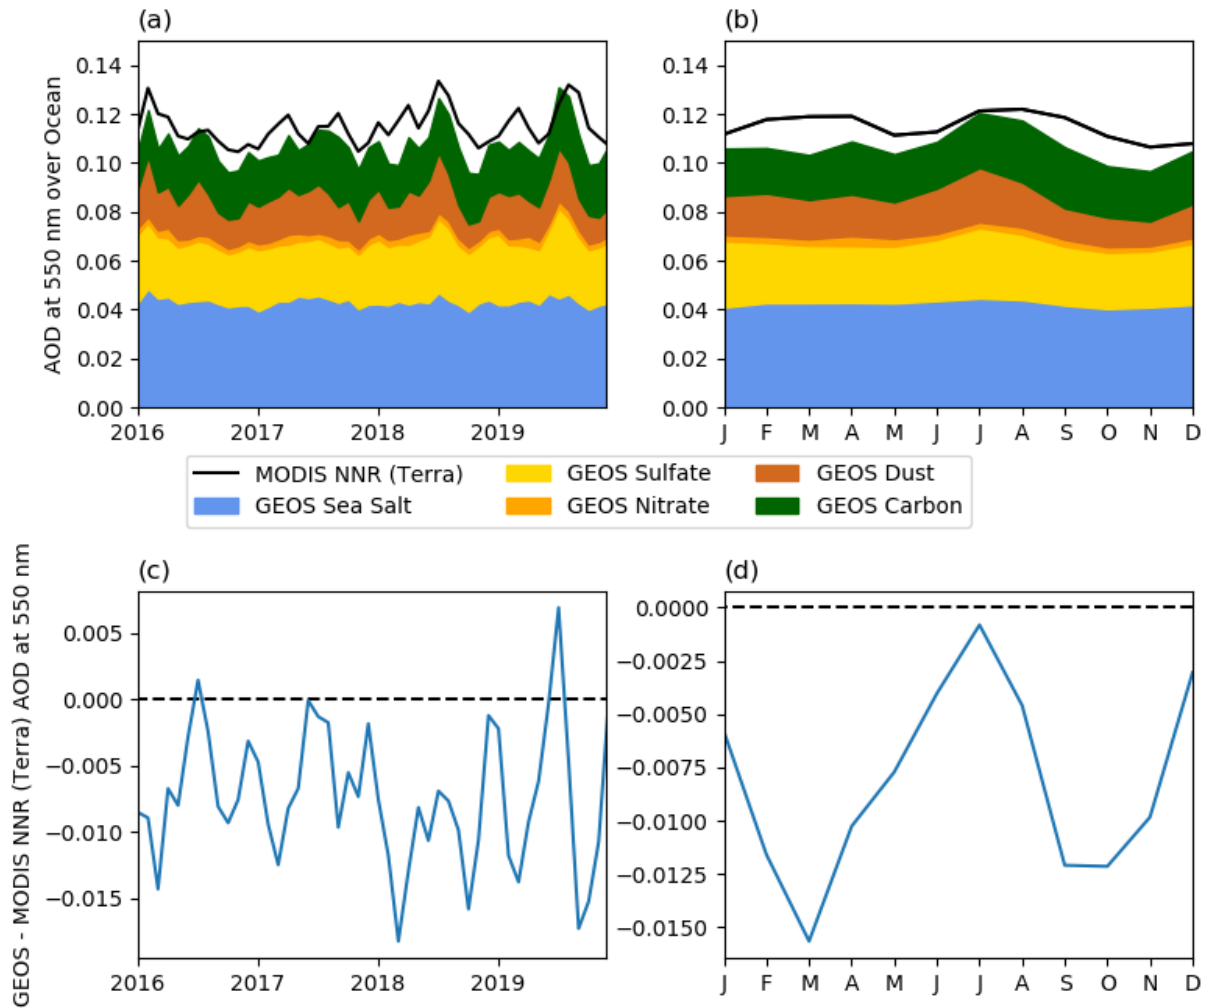 (a)
AOD at 550 nm over Ocean
0.14
0.12
0.10
0.08
0.06
0.04
0.02
0.00
2016 2017 2018 2019
(b)
0.14
0.12
0.10
0.08
0.06
0.04
0.02
0.00
J F M A M J J A S O N D
MODIS NNR (Terra) GEOS Sulfate GEOS Dust
GEOS Sea Salt GEOS Nitrate GEOS Carbon
(c)
GEOS - MODIS NNR (Terra) AOD at 550 nm
0.005
0.000
−0.005
−0.010
−0.015
2016 2017 2018 2019
(d)
0.0000
−0.0025
−0.0050
−0.0075
−0.0100
−0.0125
−0.0150
J F M A M J J A S O N D